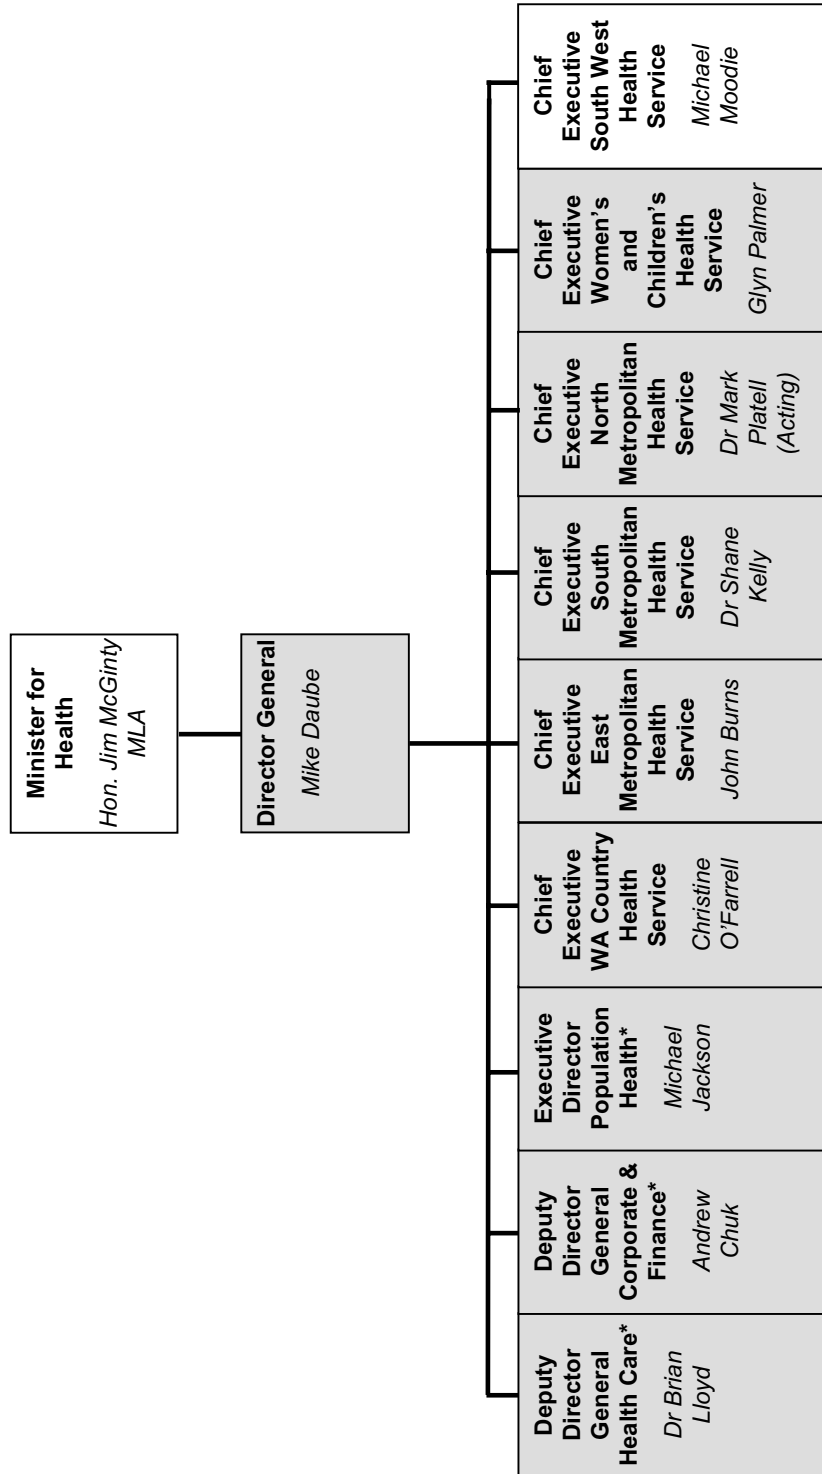 Minister for
Health
Hon. Jim McGinty
MLA
Director General
Mike Daube
Deputy
Director
General
Health Care*
Dr Brian
Lloyd
Deputy
Director
General
Corporate &
Finance*
Andrew
Chuk
Executive
Director
Population
Health*
Michael
Jackson
Chief
Executive
WA Country
Health
Service
Christine
O'Farrell
Chief
Executive
East
Metropolitan
Health
Service
John Burns
Chief
Executive
South
Metropolitan
Health
Service
Dr Shane
Kelly
Chief
Executive
North
Metropolitan
Health
Service
Dr Mark
Platell
(Acting)
Chief
Executive
Women's
and
Children's
Health
Service
Glyn Palmer
Chief
Executive
South West
Health
Service
Michael
Moodie